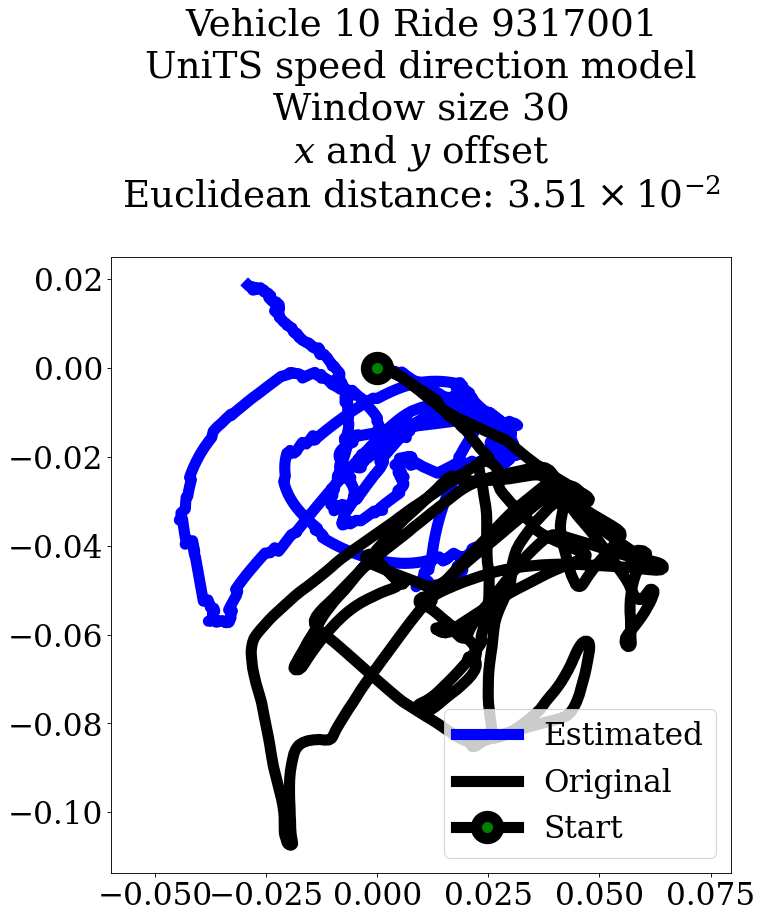 Vehicle 10 Ride 9317001
UniTS speed direction model
Window size 30
x and y offset
Euclidean distance: 3.51 × 10⁻²
0.02
0.00
−0.02
−0.04
−0.06
−0.08
−0.10
Estimated
Original
Start
−0.050 −0.025 0.000 0.025 0.050 0.075